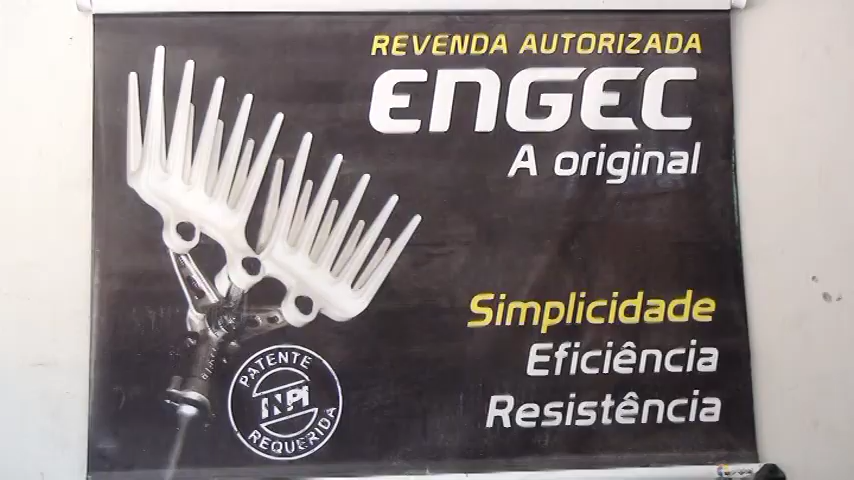 REVENDA AUTORIZADA
ENGEC
A original
Simplicidade
Eficiência
Resistência
PATENTE
INPI
REQUERIDA